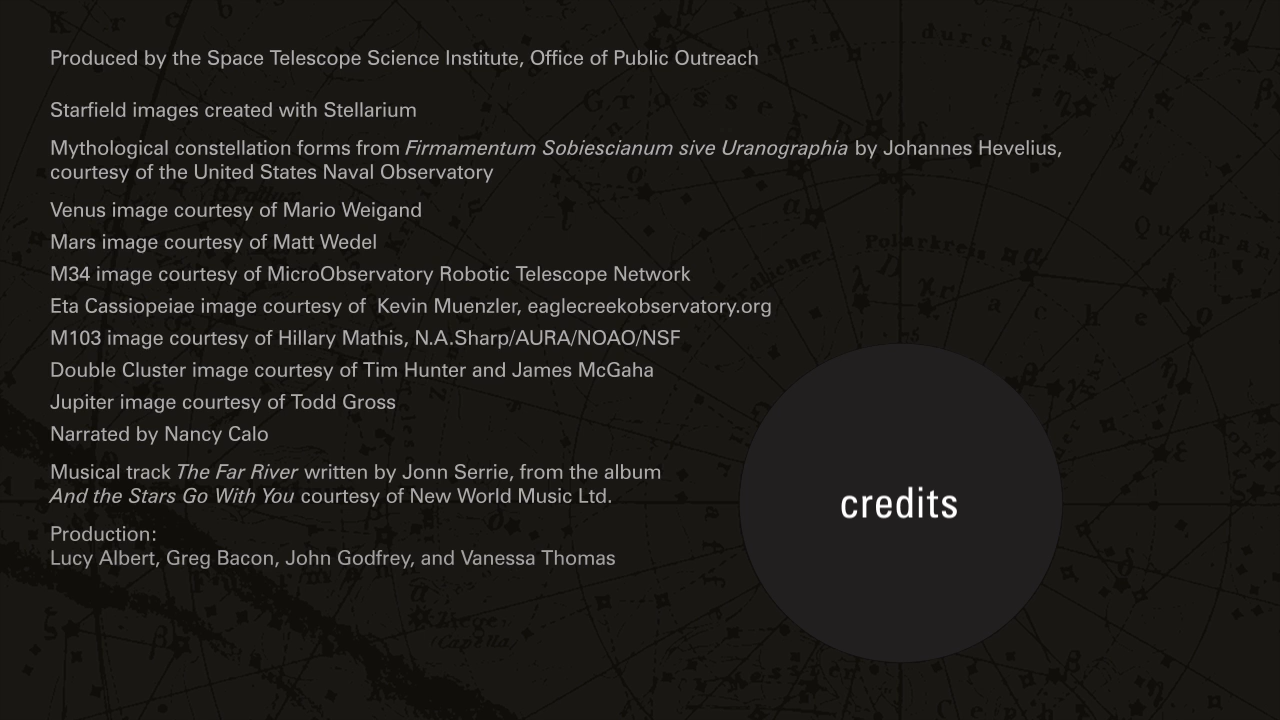 Produced by the Space Telescope Science Institute, Office of Public Outreach
Starfield images created with Stellarium
Mythological constellation forms from Firmamentum Sobiescianum sive Uranographia by Johannes Hevelius,
courtesy of the United States Naval Observatory
Venus image courtesy of Mario Weigand
Mars image courtesy of Matt Wedel
M34 image courtesy of MicroObservatory Robotic Telescope Network
Eta Cassiopeiae image courtesy of  Kevin Muenzler, eaglecreekobservatory.org
M103 image courtesy of Hillary Mathis, N.A.Sharp/AURA/NOAO/NSF
Double Cluster image courtesy of Tim Hunter and James McGaha
Jupiter image courtesy of Todd Gross
Narrated by Nancy Calo
Musical track The Far River written by Jonn Serrie, from the album
And the Stars Go With You courtesy of New World Music Ltd.
Production:
Lucy Albert, Greg Bacon, John Godfrey, and Vanessa Thomas
credits
Grosse
durch
gehen
Polarkreis
Ziege
(Capella)